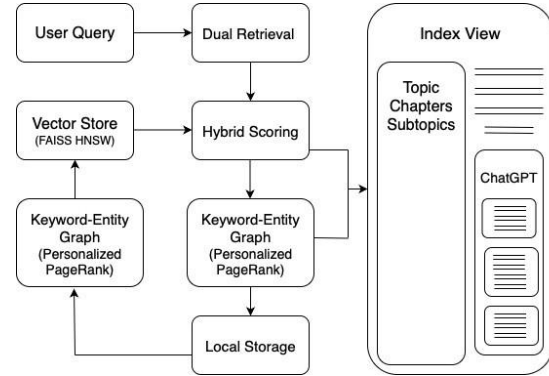 User Query
Dual Retrieval
Index View
Topic
Chapters
Subtopics
Vector Store
(FAISS HNSW)
Hybrid Scoring
ChatGPT
Keyword-Entity
Graph
(Personalized
PageRank)
Keyword-Entity
Graph
(Personalized
PageRank)
Local Storage